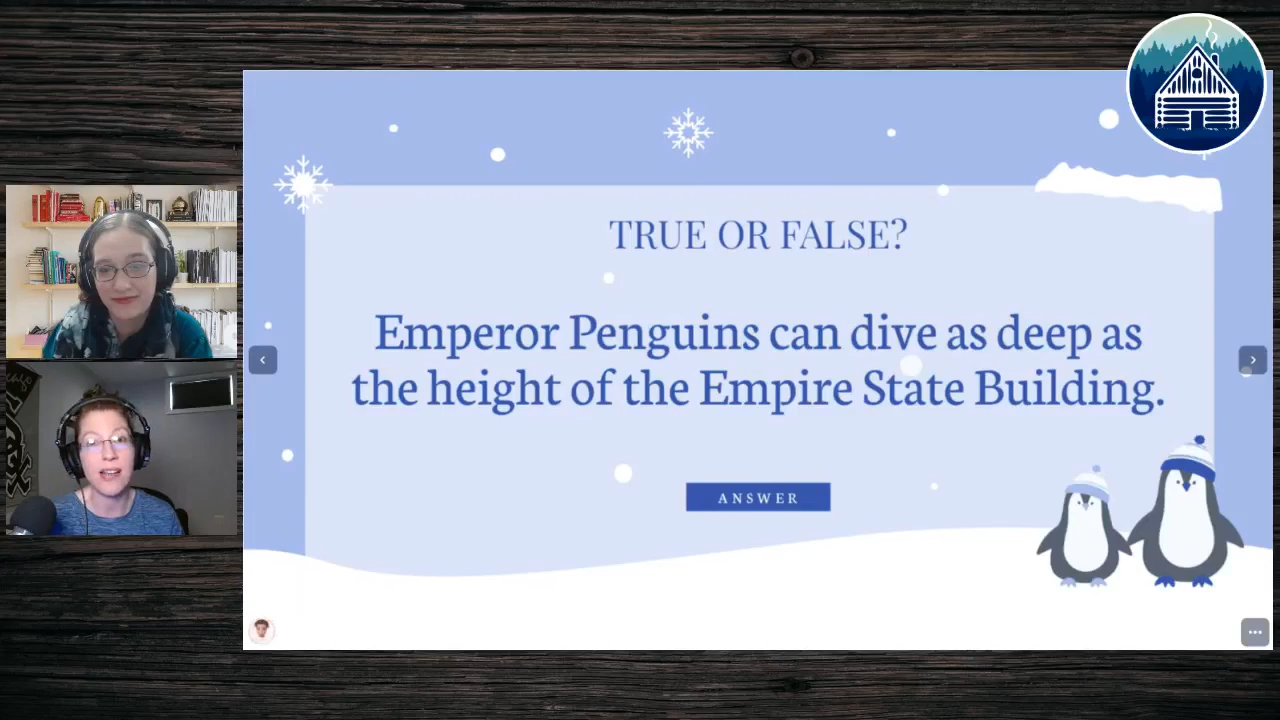 TRUE OR FALSE?
Emperor Penguins can dive as deep as
the height of the Empire State Building.
ANSWER